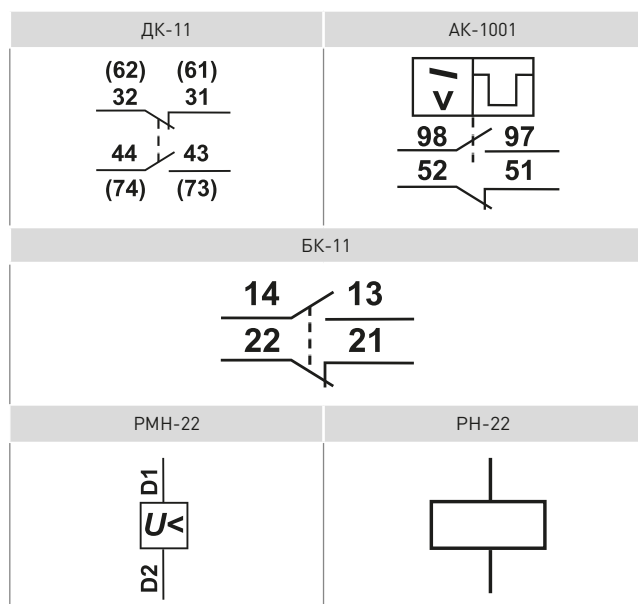 ДК-11
АК-1001
(62) (61)
32 31
44 43
(74) (73)
I
>
98 97
52 51
БК-11
14 13
22 21
РМН-22
РН-22
D1
U<
D2